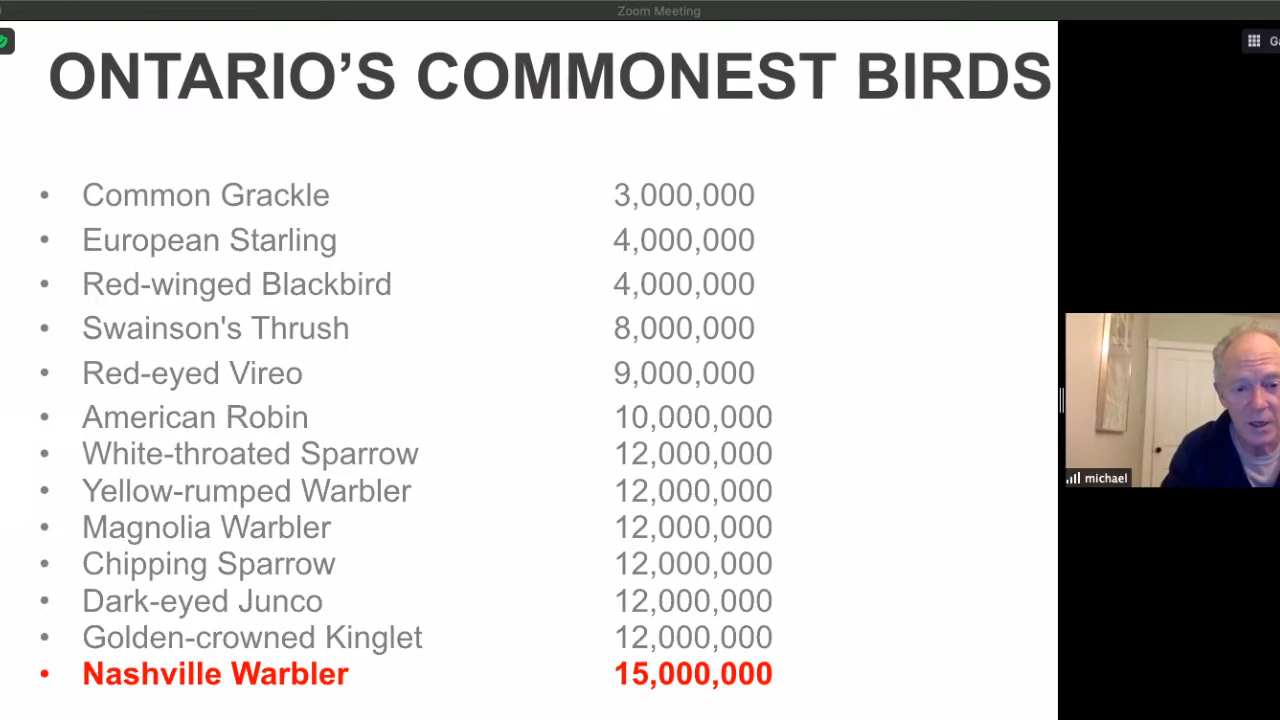 Zoom Meeting
ONTARIO’S COMMONEST BIRDS
• Common Grackle 3,000,000
• European Starling 4,000,000
• Red-winged Blackbird 4,000,000
• Swainson's Thrush 8,000,000
• Red-eyed Vireo 9,000,000
• American Robin 10,000,000
• White-throated Sparrow 12,000,000
• Yellow-rumped Warbler 12,000,000
• Magnolia Warbler 12,000,000
• Chipping Sparrow 12,000,000
• Dark-eyed Junco 12,000,000
• Golden-crowned Kinglet 12,000,000
• Nashville Warbler 15,000,000
michael